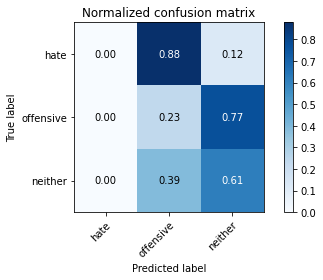 Normalized confusion matrix
True label
hate
0.00 0.88 0.12
offensive
0.00 0.23 0.77
neither
0.00 0.39 0.61
hate offensive neither
Predicted label
0.8
0.7
0.6
0.5
0.4
0.3
0.2
0.1
0.0